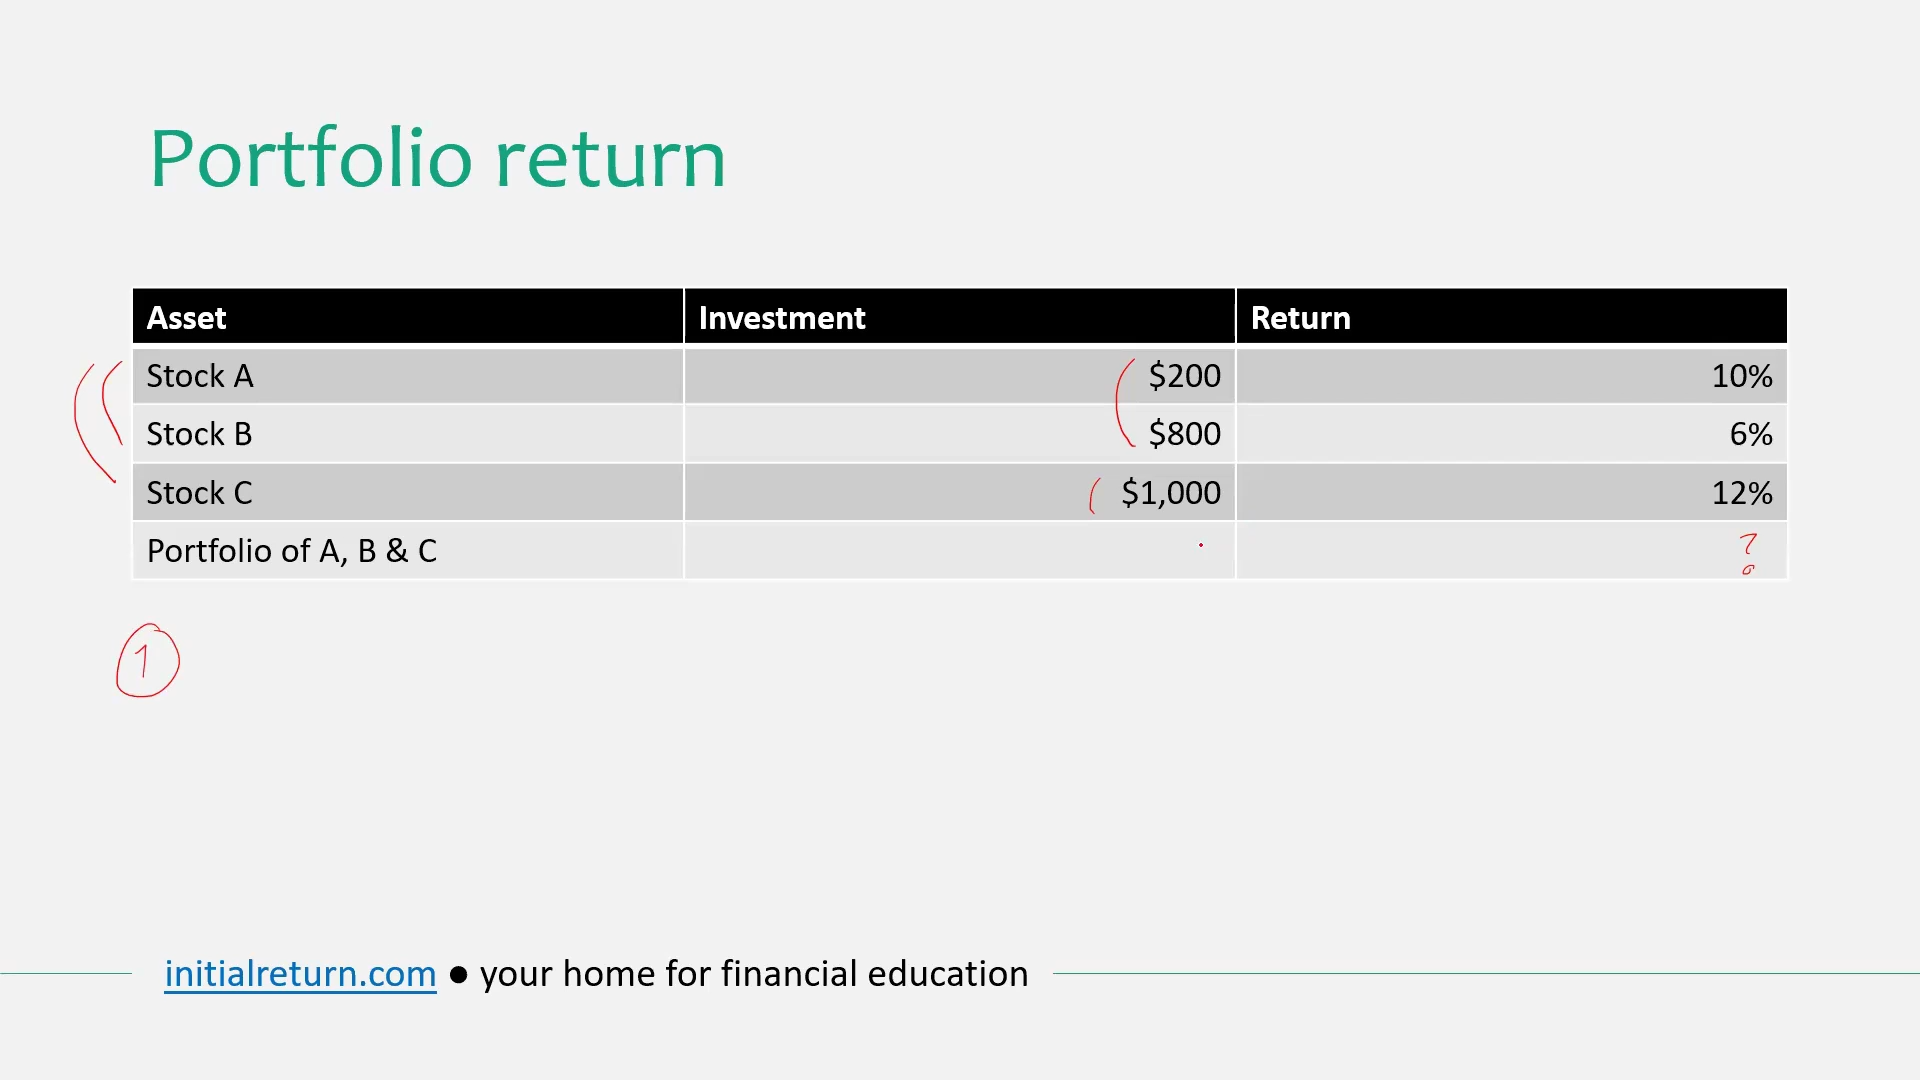 Portfolio return
Asset Investment Return
Stock A $200 10%
Stock B $800 6%
Stock C $1,000 12%
Portfolio of A, B & C ?
1
initialreturn.com ● your home for financial education